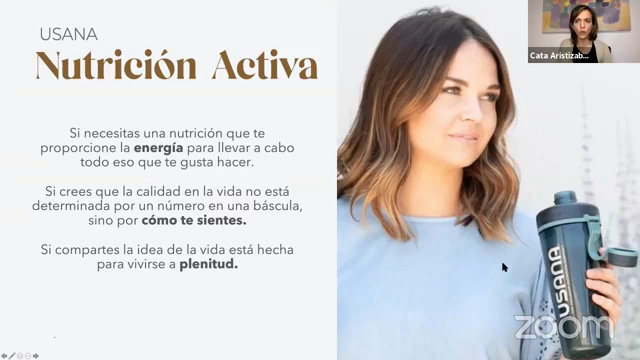 USANA
Nutrición Activa
Si necesitas una nutrición que te
proporcione la energía para llevar a cabo
todo eso que te gusta hacer.
Si crees que la calidad en la vida no está
determinada por un número en una báscula,
sino por cómo te sientes.
Si compartes la idea de la vida está hecha
para vivirse a plenitud.
Cata Aristizab...
USANA
zoom